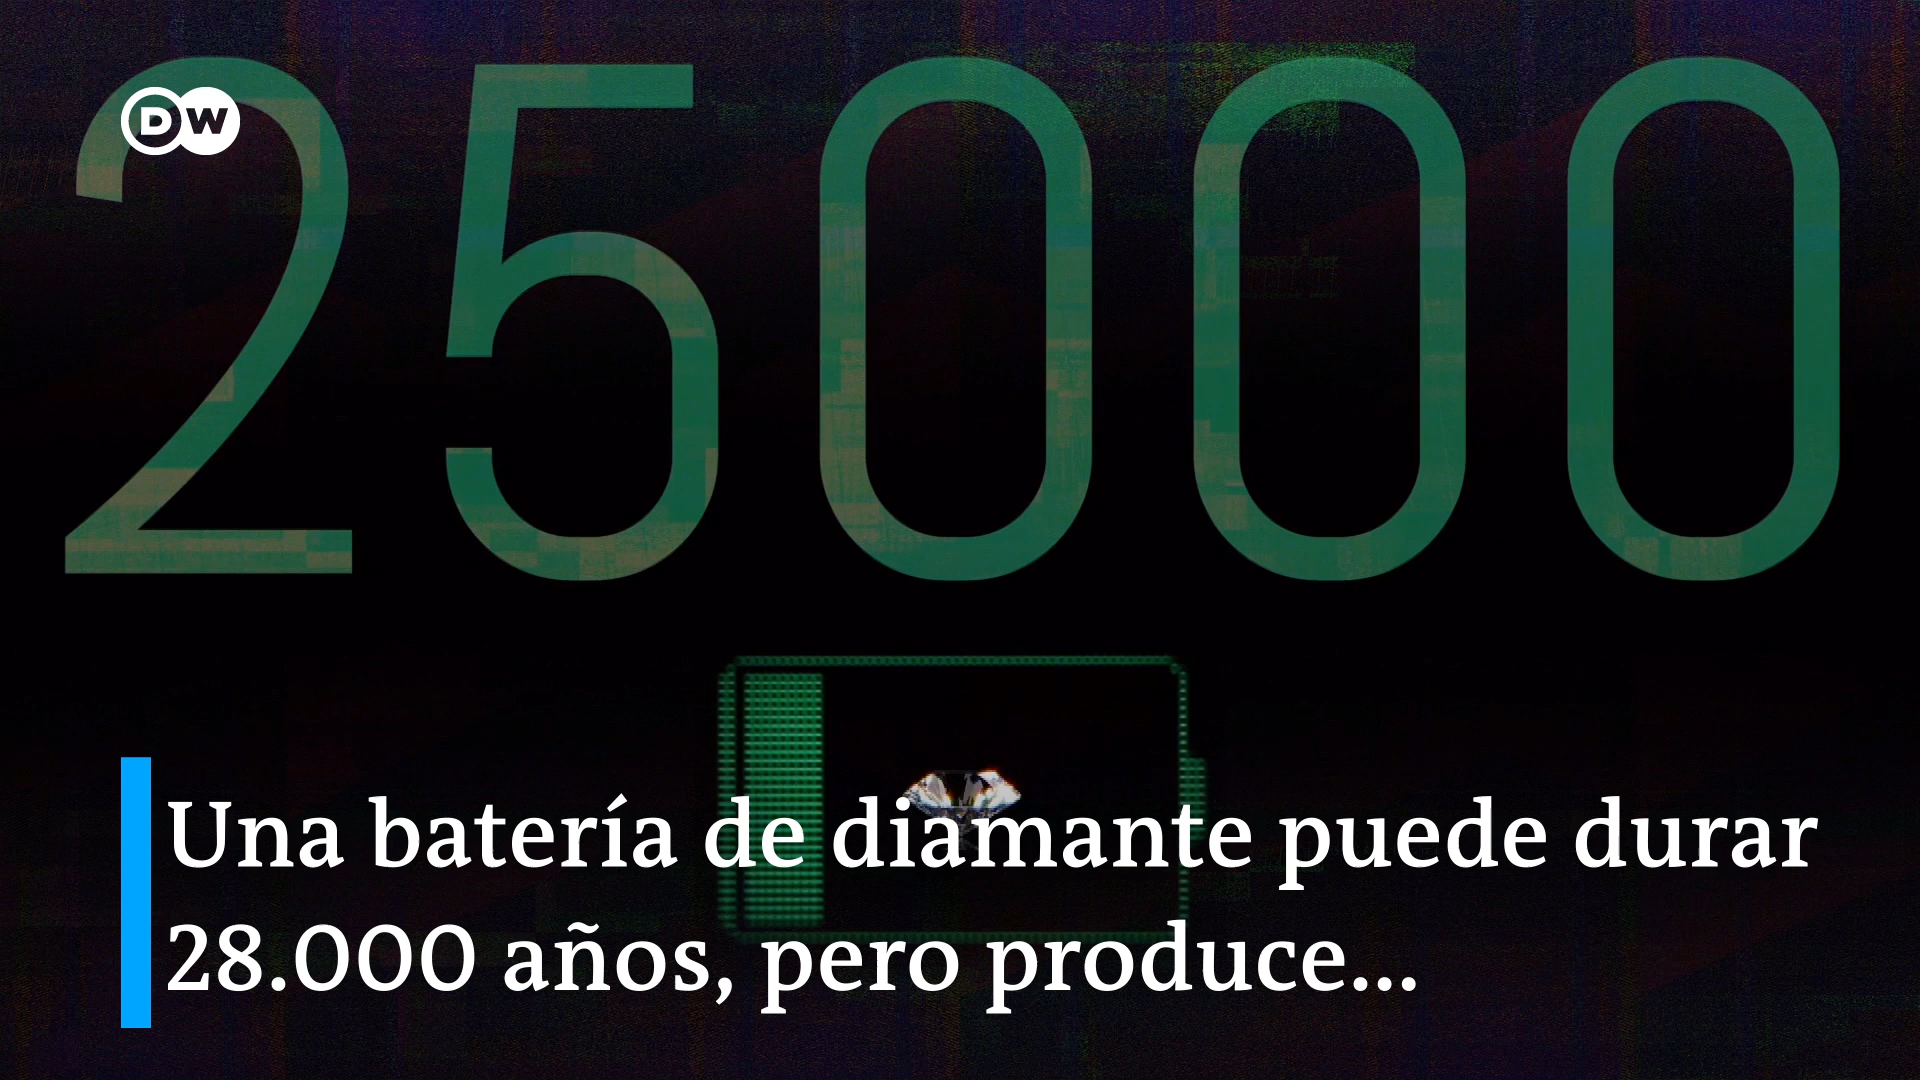 25000
DW
Una batería de diamante puede durar
28.000 años, pero produce...